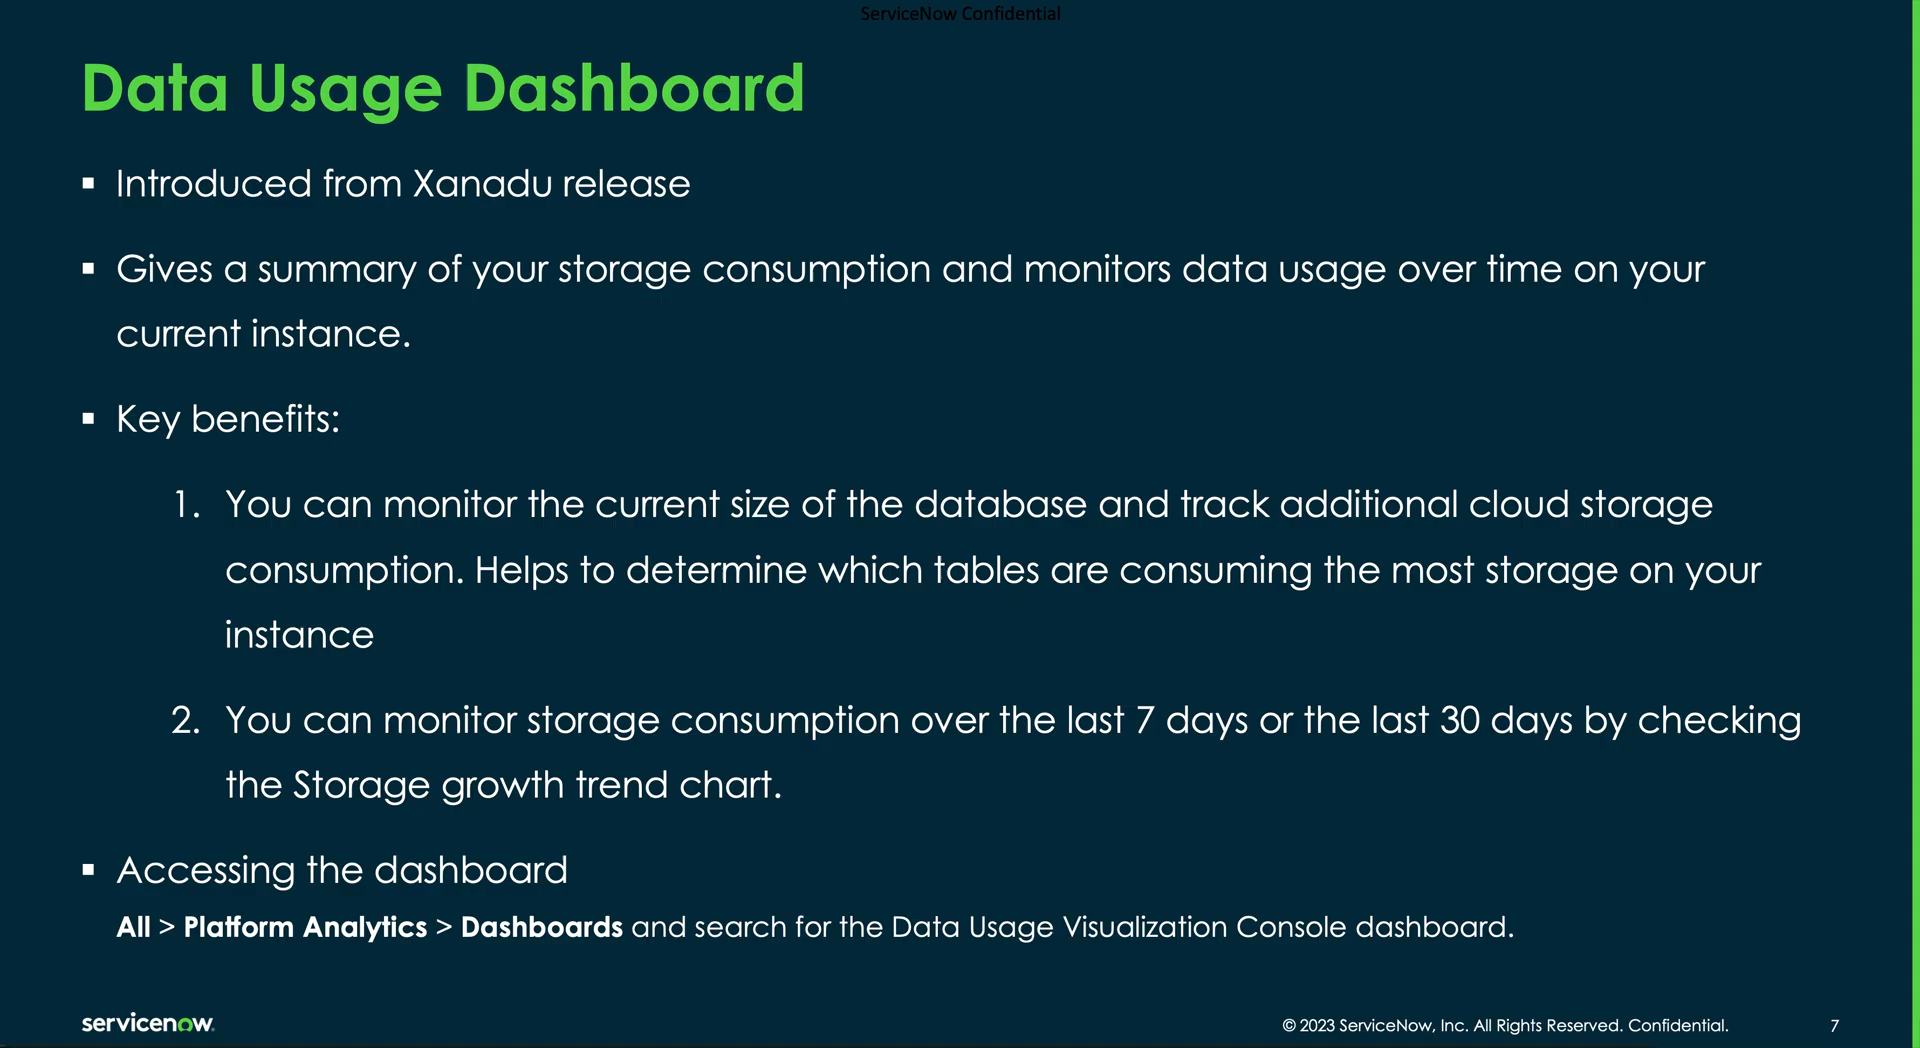 ServiceNow Confidential
Data Usage Dashboard
▪ Introduced from Xanadu release
▪ Gives a summary of your storage consumption and monitors data usage over time on your
current instance.
▪ Key benefits:
1. You can monitor the current size of the database and track additional cloud storage
consumption. Helps to determine which tables are consuming the most storage on your
instance
2. You can monitor storage consumption over the last 7 days or the last 30 days by checking
the Storage growth trend chart.
▪ Accessing the dashboard
All > Platform Analytics > Dashboards and search for the Data Usage Visualization Console dashboard.
servicenow.
© 2023 ServiceNow, Inc. All Rights Reserved. Confidential.
7